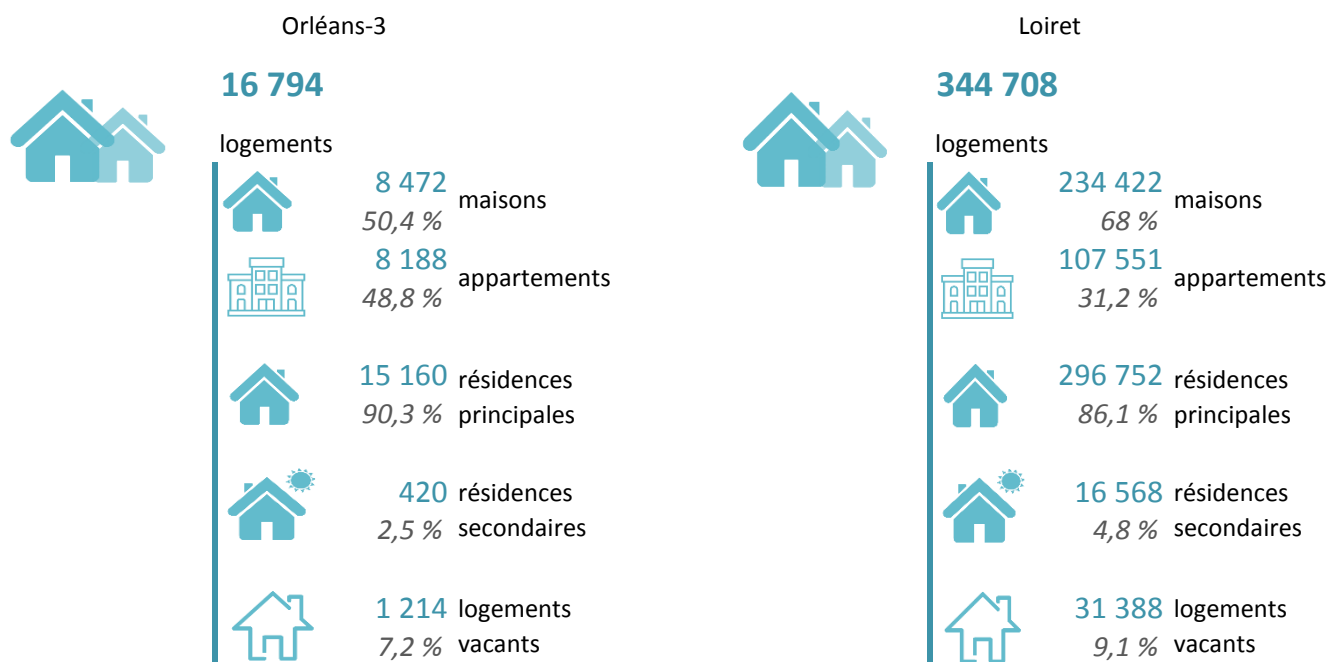 Orléans-3
16 794
logements
8 472
50,4 %
maisons
8 188
48,8 %
appartements
15 160
90,3 %
résidences
principales
420
2,5 %
résidences
secondaires
1 214
7,2 %
logements
vacants
Loiret
344 708
logements
234 422
68 %
maisons
107 551
31,2 %
appartements
296 752
86,1 %
résidences
principales
16 568
4,8 %
résidences
secondaires
31 388
9,1 %
logements
vacants